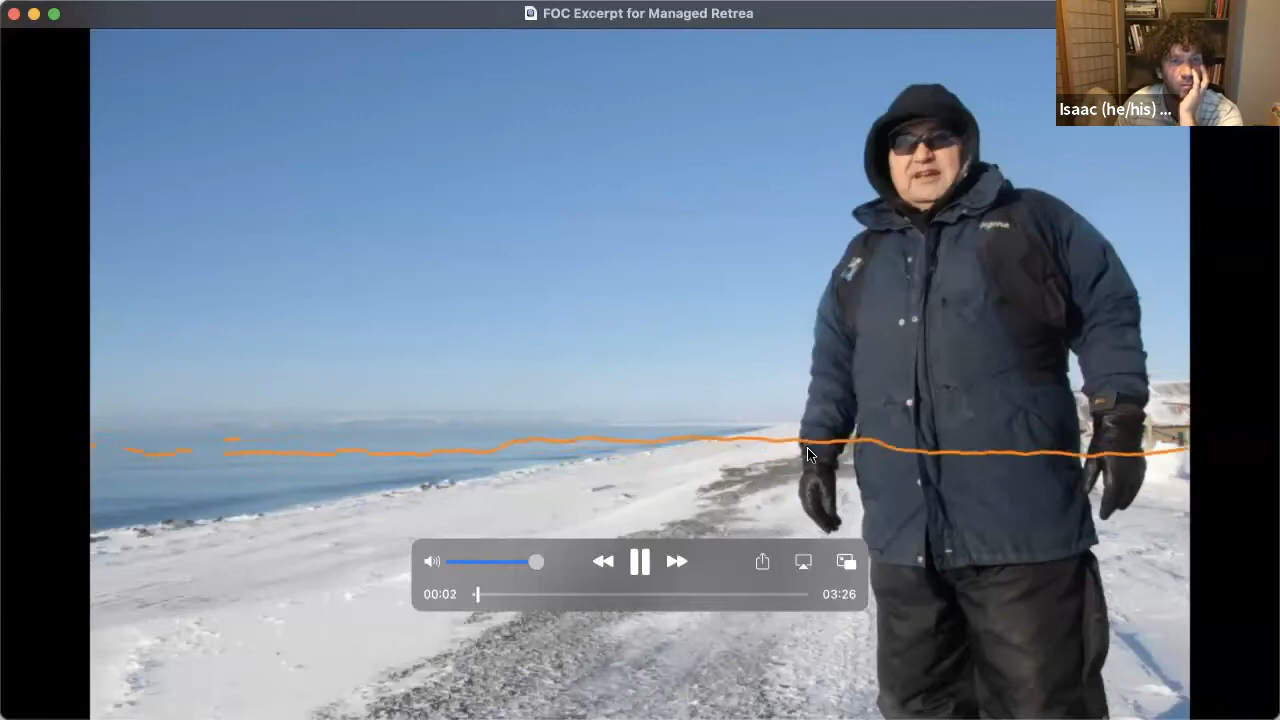 FOC Excerpt for Managed Retrea
Isaac (he/his) ...
00:02
03:26